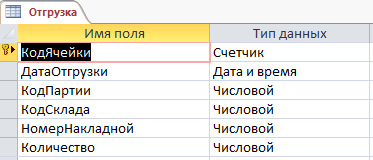 Отгрузка
Имя поля Тип данных
КодЯчейки Счетчик
ДатаОтгрузки Дата и время
КодПартии Числовой
КодСклада Числовой
НомерНакладной Числовой
Количество Числовой